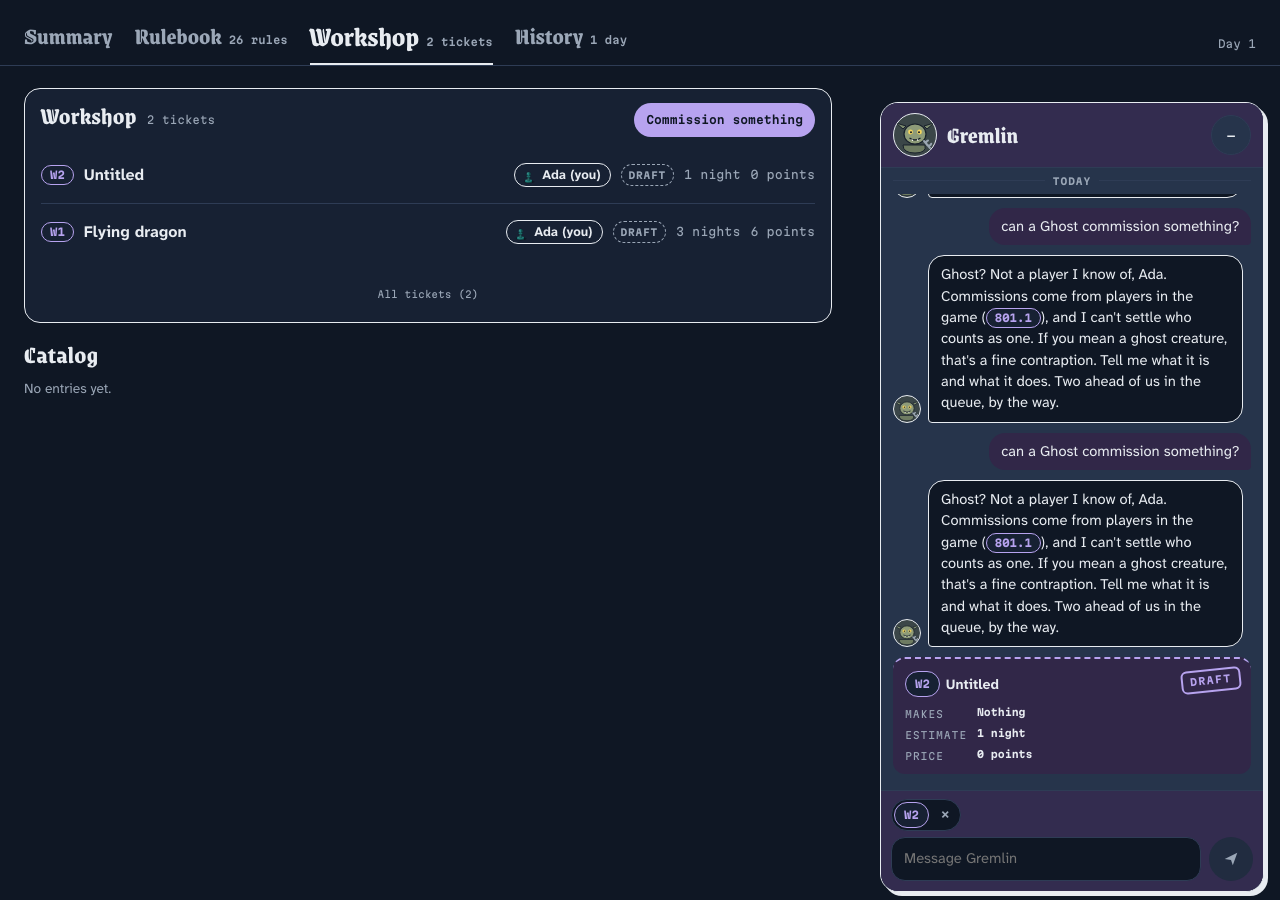 Summary Rulebook 26 rules Workshop 2 tickets History 1 day Day 1
Workshop 2 tickets Commission something
W2 Untitled Ada (you) DRAFT 1 night 0 points
W1 Flying dragon Ada (you) DRAFT 3 nights 6 points
All tickets (2)
Catalog
No entries yet.
Gremlin −
TODAY
can a Ghost commission something?
Ghost? Not a player I know of, Ada.
Commissions come from players in the
game (801.1), and I can't settle who
counts as one. If you mean a ghost creature,
that's a fine contraption. Tell me what it is
and what it does. Two ahead of us in the
queue, by the way.
can a Ghost commission something?
Ghost? Not a player I know of, Ada.
Commissions come from players in the
game (801.1), and I can't settle who
counts as one. If you mean a ghost creature,
that's a fine contraption. Tell me what it is
and what it does. Two ahead of us in the
queue, by the way.
W2 Untitled DRAFT
MAKES Nothing
ESTIMATE 1 night
PRICE 0 points
W2 ×
Message Gremlin